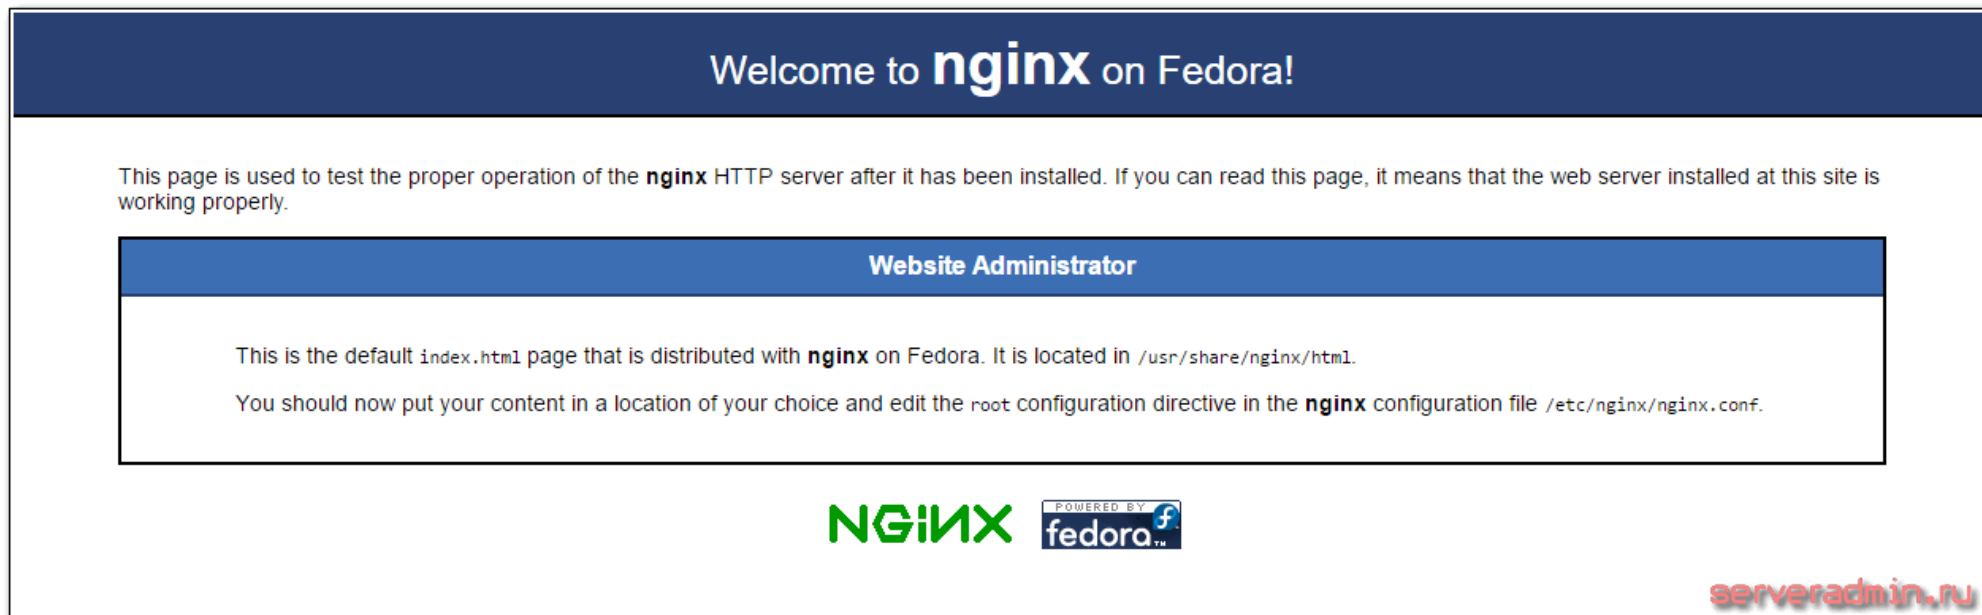 Welcome to nginx on Fedora!
This page is used to test the proper operation of the nginx HTTP server after it has been installed. If you can read this page, it means that the web server installed at this site is
working properly.
Website Administrator
This is the default index.html page that is distributed with nginx on Fedora. It is located in /usr/share/nginx/html.
You should now put your content in a location of your choice and edit the root configuration directive in the nginx configuration file /etc/nginx/nginx.conf.
NGINX
POWERED BY
fedora™
serveradmin.ru